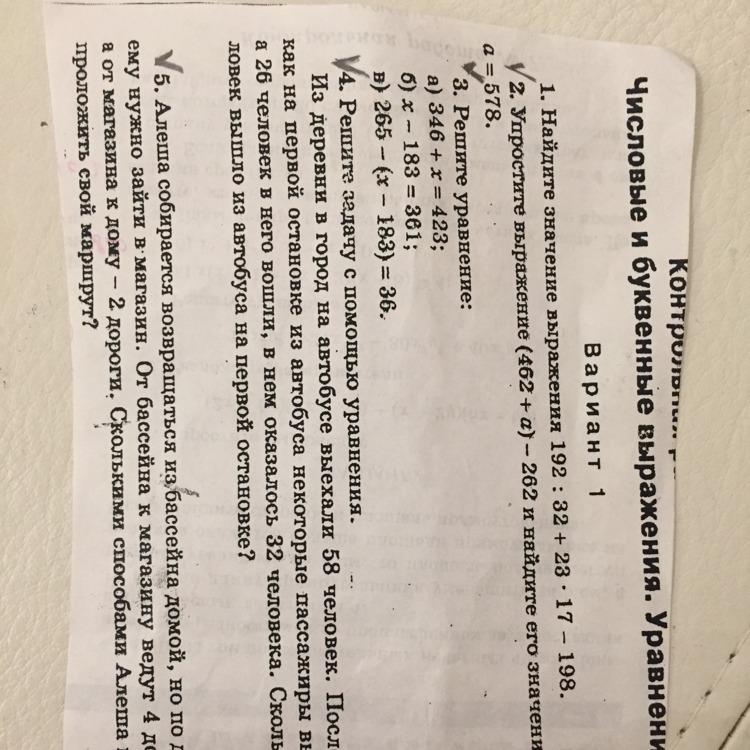 Контрольная
Числовые и буквенные выражения. Уравнени
Вариант 1
1. Найдите значение выражения 192 : 32 + 23 · 17 – 198.
2. Упростите выражение (462 + a) – 262 и найдите его значени
a = 578.
3. Решите уравнение:
а) 346 + x = 423;
б) x – 183 = 361;
в) 265 – (x – 183) = 36.
4. Решите задачу с помощью уравнения.
Из деревни в город на автобусе выехали 58 человек. Посл
как на первой остановке из автобуса некоторые пассажиры вы
а 26 человек в него вошли, в нем оказалось 32 человека. Сколь
ловек вышло из автобуса на первой остановке?
5. Алеша собирается возвращаться из бассейна домой, но по д
ему нужно зайти в магазин. От бассейна к магазину ведут 4 до
а от магазина к дому – 2 дороги. Сколькими способами Алеша
проложить свой маршрут?